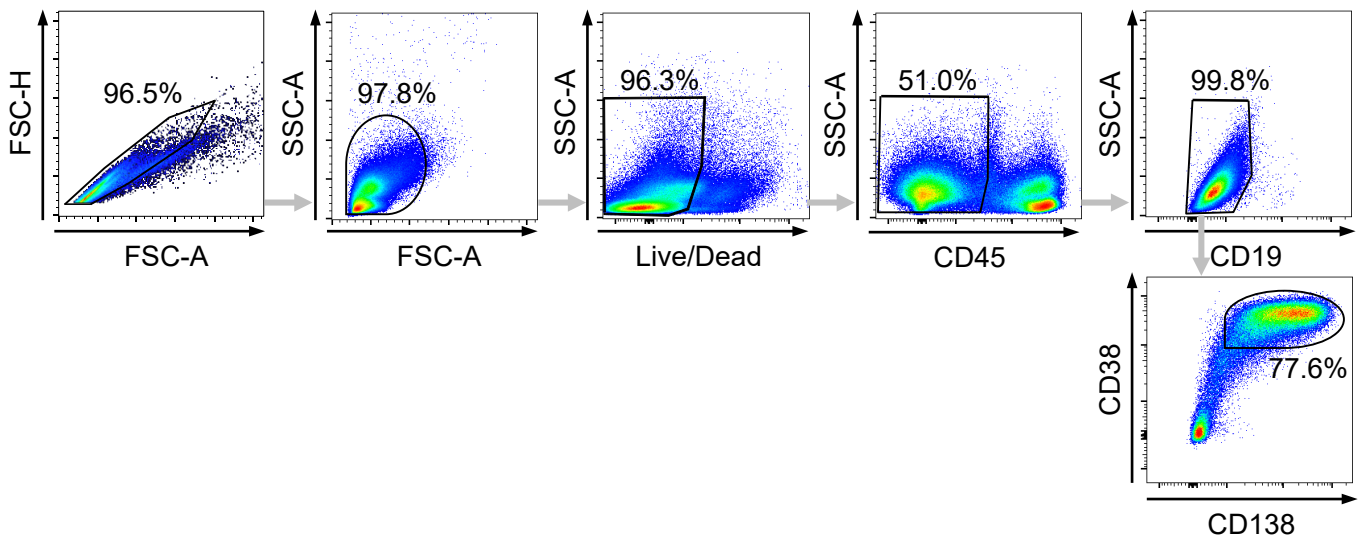 FSC-H
96.5%
FSC-A
SSC-A
97.8%
FSC-A
SSC-A
96.3%
Live/Dead
SSC-A
51.0%
CD45
SSC-A
99.8%
CD19
CD38
77.6%
CD138